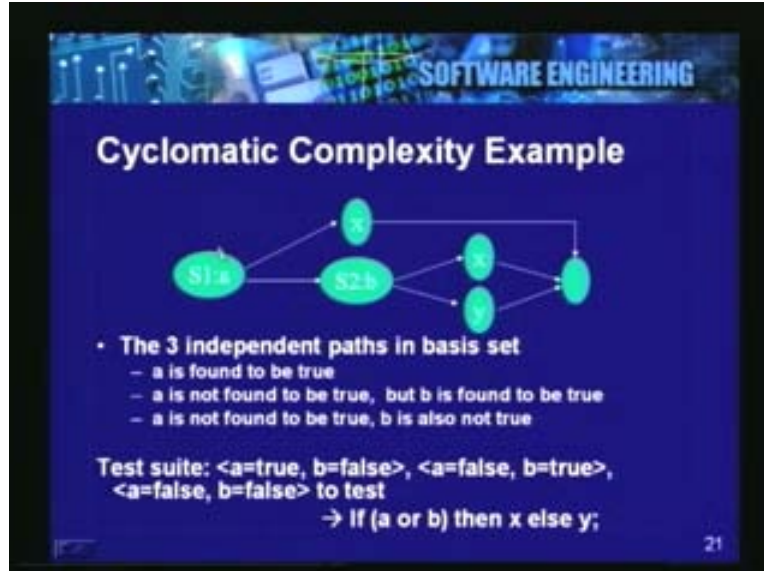 SOFTWARE ENGINEERING
Cyclomatic Complexity Example
x
S1:a
S2:b
x
y
• The 3 independent paths in basis set
– a is found to be true
– a is not found to be true, but b is found to be true
– a is not found to be true, b is also not true
Test suite: <a=true, b=false>, <a=false, b=true>,
<a=false, b=false> to test
→ If (a or b) then x else y;
21